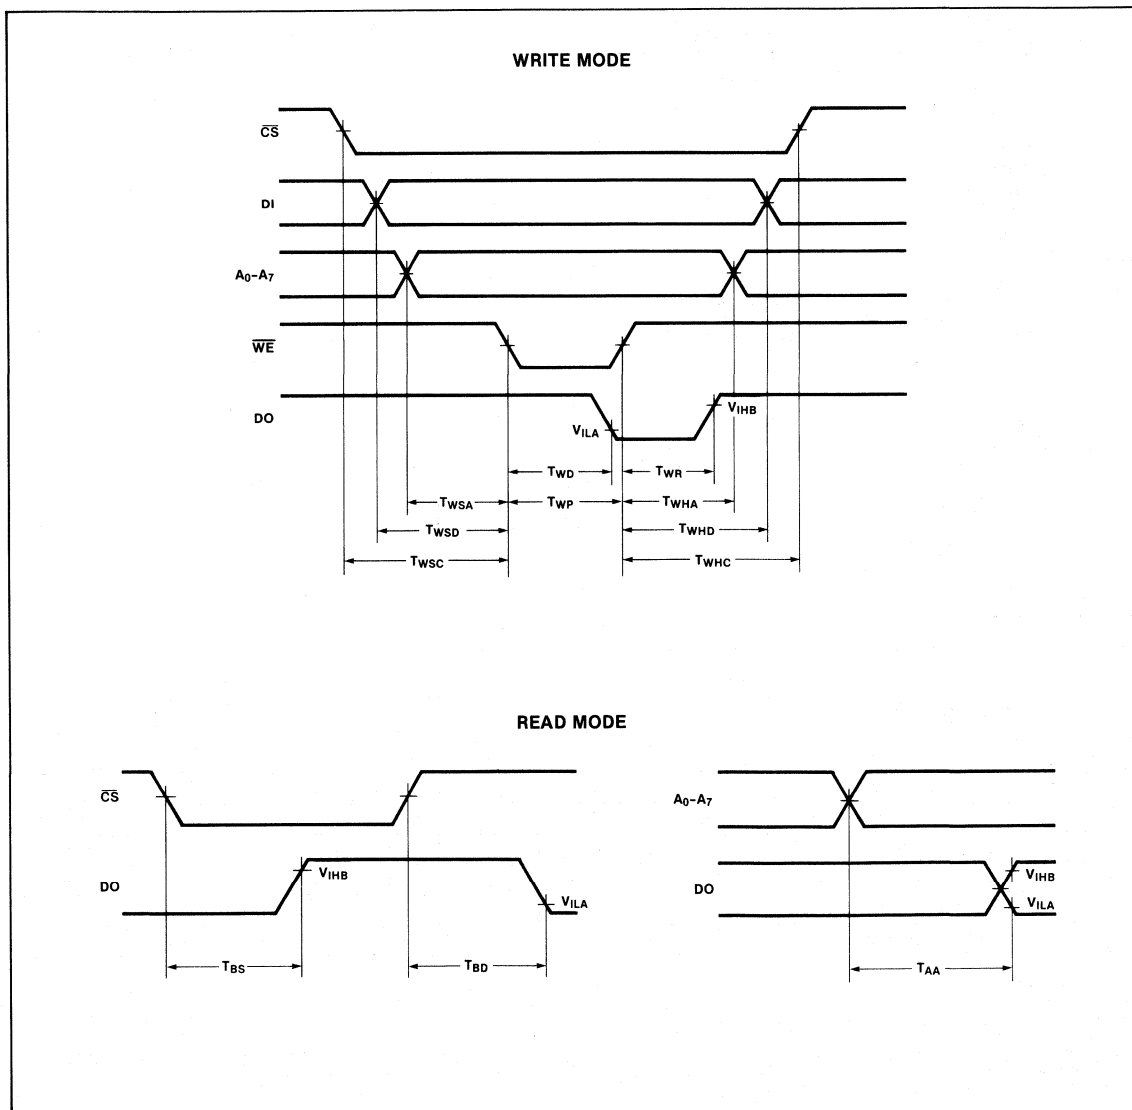 WRITE MODE
CS
DI
A0–A7
WE
DO
VIHB
VILA
TWD
TWR
TWSA
TWP
TWHA
TWSD
TWHD
TWSC
TWHC
READ MODE
CS
A0–A7
DO
VIHB
VILA
DO
VIHB
VILA
TBS
TBD
TAA